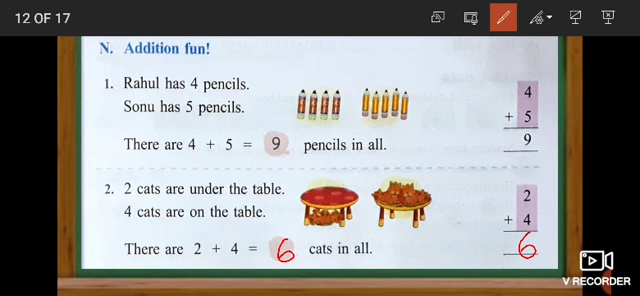 12 OF 17
N. Addition fun!
1. Rahul has 4 pencils.
Sonu has 5 pencils.
There are 4 + 5 = 9 pencils in all.
4
+ 5
9
2. 2 cats are under the table.
4 cats are on the table.
There are 2 + 4 = 6 cats in all.
2
+ 4
6
V RECORDER